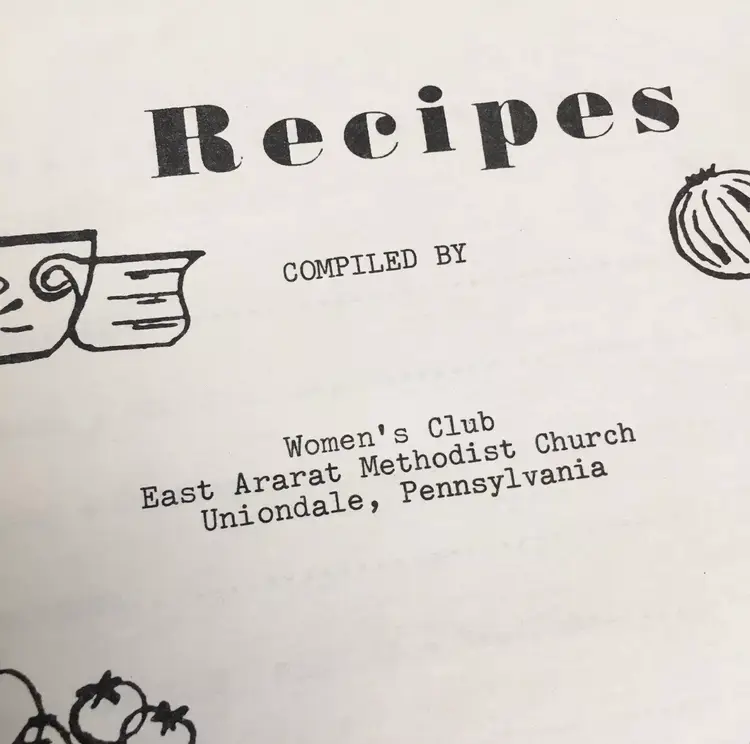 Recipes
COMPILED BY
Women's Club
East Ararat Methodist Church
Uniondale, Pennsylvania